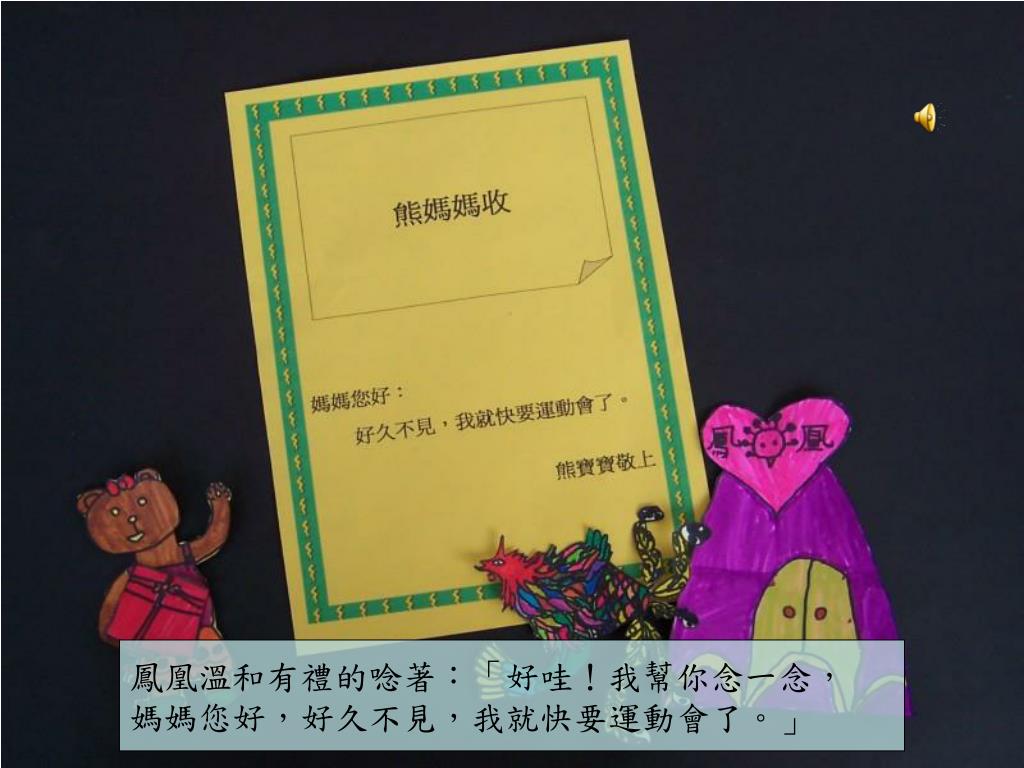 熊媽媽收
媽媽您好：
好久不見，我就快要運動會了。
熊寶寶敬上
鳳凰
鳳凰溫和有禮的唸著：「好哇！我幫你念一念，
媽媽您好，好久不見，我就快要運動會了。」